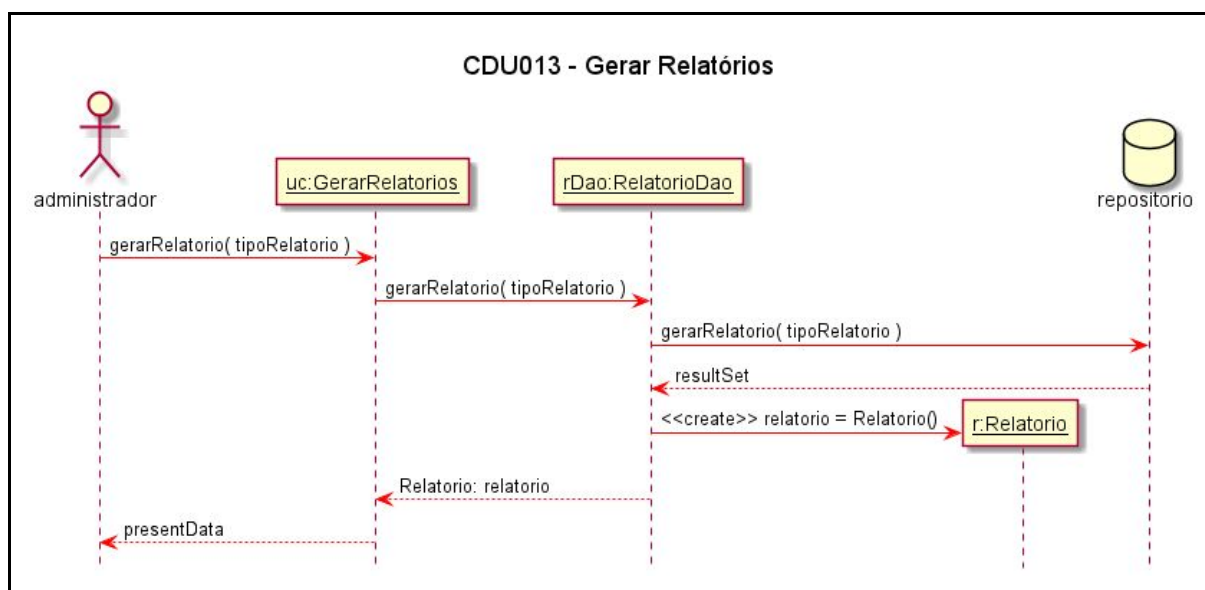 CDU013 - Gerar Relatórios
administrador
uc:GerarRelatorios
rDao:RelatorioDao
repositorio
gerarRelatorio( tipoRelatorio )
gerarRelatorio( tipoRelatorio )
gerarRelatorio( tipoRelatorio )
resultSet
<<create>> relatorio = Relatorio()
r:Relatorio
Relatorio: relatorio
presentData